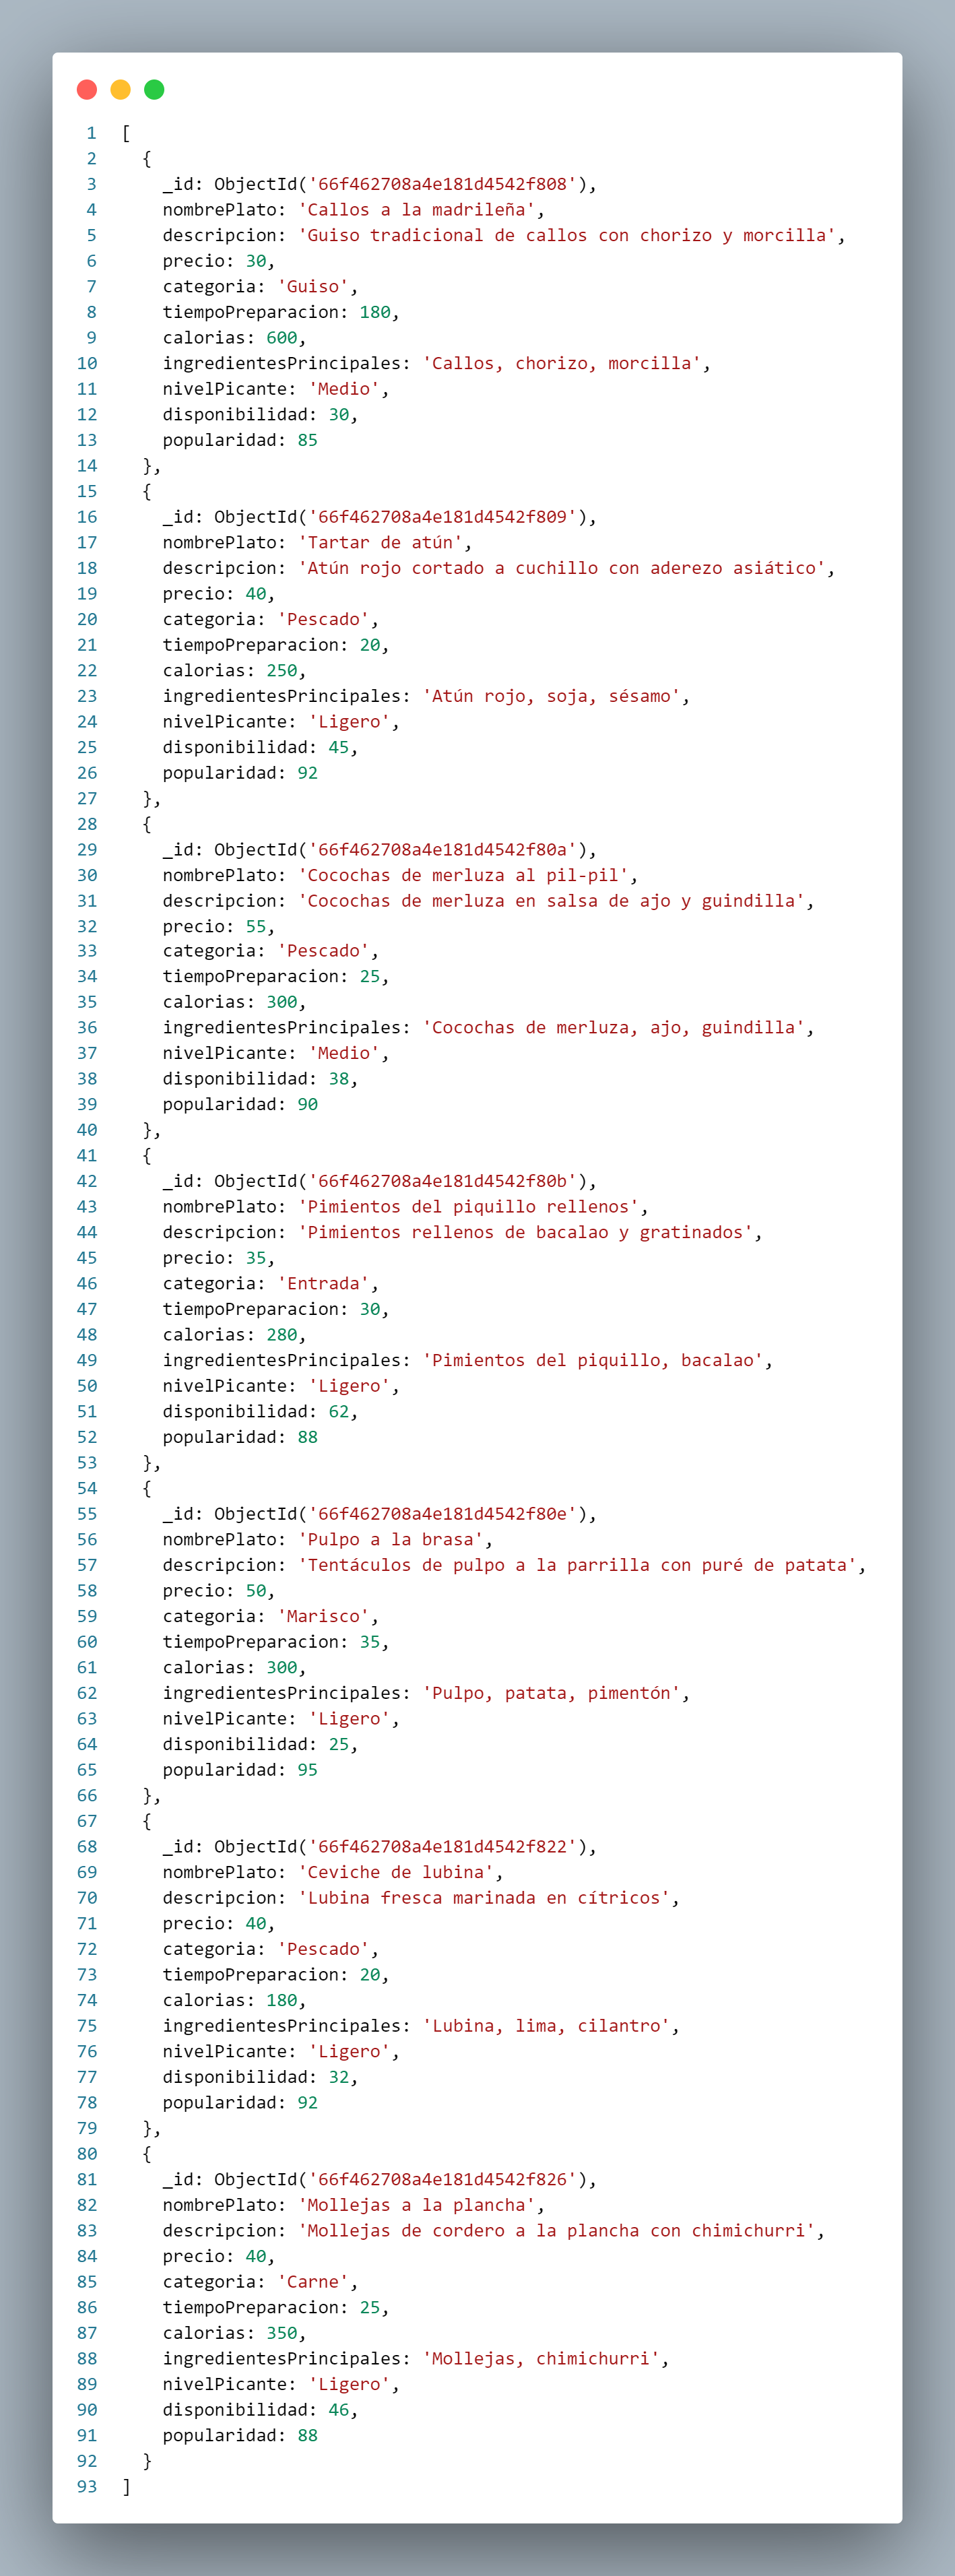 1 [
2 {
3 _id: ObjectId('66f462708a4e181d4542f808'),
4 nombrePlato: 'Callos a la madrileña',
5 descripcion: 'Guiso tradicional de callos con chorizo y morcilla',
6 precio: 30,
7 categoria: 'Guiso',
8 tiempoPreparacion: 180,
9 calorias: 600,
10 ingredientesPrincipales: 'Callos, chorizo, morcilla',
11 nivelPicante: 'Medio',
12 disponibilidad: 30,
13 popularidad: 85
14 },
15 {
16 _id: ObjectId('66f462708a4e181d4542f809'),
17 nombrePlato: 'Tartar de atún',
18 descripcion: 'Atún rojo cortado a cuchillo con aderezo asiático',
19 precio: 40,
20 categoria: 'Pescado',
21 tiempoPreparacion: 20,
22 calorias: 250,
23 ingredientesPrincipales: 'Atún rojo, soja, sésamo',
24 nivelPicante: 'Ligero',
25 disponibilidad: 45,
26 popularidad: 92
27 },
28 {
29 _id: ObjectId('66f462708a4e181d4542f80a'),
30 nombrePlato: 'Cocochas de merluza al pil-pil',
31 descripcion: 'Cocochas de merluza en salsa de ajo y guindilla',
32 precio: 55,
33 categoria: 'Pescado',
34 tiempoPreparacion: 25,
35 calorias: 300,
36 ingredientesPrincipales: 'Cocochas de merluza, ajo, guindilla',
37 nivelPicante: 'Medio',
38 disponibilidad: 38,
39 popularidad: 90
40 },
41 {
42 _id: ObjectId('66f462708a4e181d4542f80b'),
43 nombrePlato: 'Pimientos del piquillo rellenos',
44 descripcion: 'Pimientos rellenos de bacalao y gratinados',
45 precio: 35,
46 categoria: 'Entrada',
47 tiempoPreparacion: 30,
48 calorias: 280,
49 ingredientesPrincipales: 'Pimientos del piquillo, bacalao',
50 nivelPicante: 'Ligero',
51 disponibilidad: 62,
52 popularidad: 88
53 },
54 {
55 _id: ObjectId('66f462708a4e181d4542f80e'),
56 nombrePlato: 'Pulpo a la brasa',
57 descripcion: 'Tentáculos de pulpo a la parrilla con puré de patata',
58 precio: 50,
59 categoria: 'Marisco',
60 tiempoPreparacion: 35,
61 calorias: 300,
62 ingredientesPrincipales: 'Pulpo, patata, pimentón',
63 nivelPicante: 'Ligero',
64 disponibilidad: 25,
65 popularidad: 95
66 },
67 {
68 _id: ObjectId('66f462708a4e181d4542f822'),
69 nombrePlato: 'Ceviche de lubina',
70 descripcion: 'Lubina fresca marinada en cítricos',
71 precio: 40,
72 categoria: 'Pescado',
73 tiempoPreparacion: 20,
74 calorias: 180,
75 ingredientesPrincipales: 'Lubina, lima, cilantro',
76 nivelPicante: 'Ligero',
77 disponibilidad: 32,
78 popularidad: 92
79 },
80 {
81 _id: ObjectId('66f462708a4e181d4542f826'),
82 nombrePlato: 'Mollejas a la plancha',
83 descripcion: 'Mollejas de cordero a la plancha con chimichurri',
84 precio: 40,
85 categoria: 'Carne',
86 tiempoPreparacion: 25,
87 calorias: 350,
88 ingredientesPrincipales: 'Mollejas, chimichurri',
89 nivelPicante: 'Ligero',
90 disponibilidad: 46,
91 popularidad: 88
92 }
93 ]